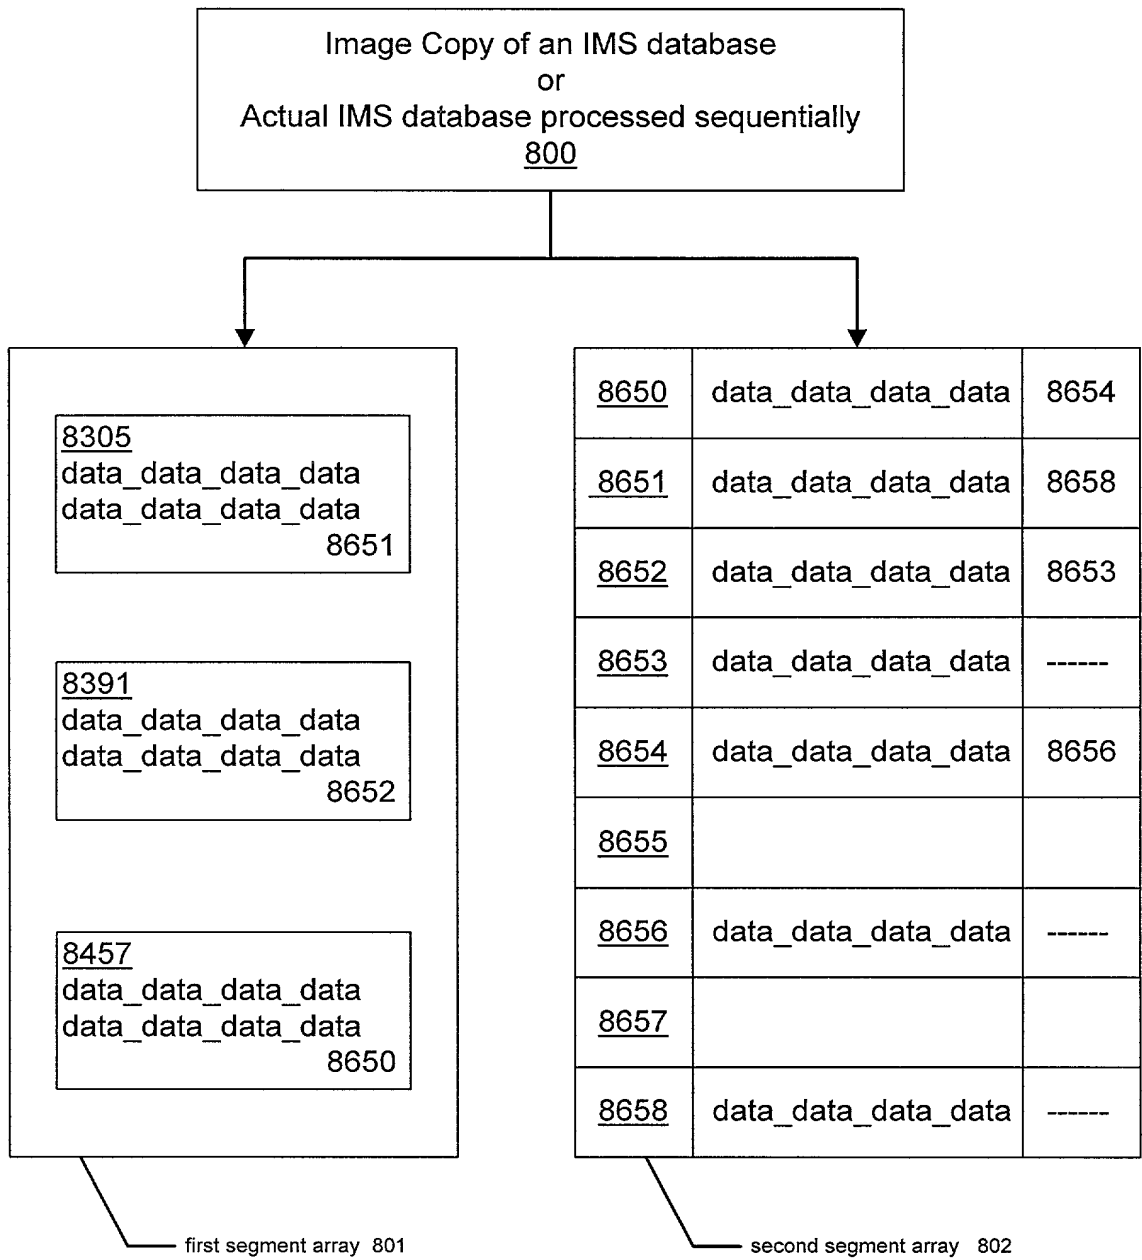 Image Copy of an IMS database
or
Actual IMS database processed sequentially
800
8305
data_data_data_data
data_data_data_data
8651
8391
data_data_data_data
data_data_data_data
8652
8457
data_data_data_data
data_data_data_data
8650
8650 data_data_data_data 8654
8651 data_data_data_data 8658
8652 data_data_data_data 8653
8653 data_data_data_data ------
8654 data_data_data_data 8656
8655
8656 data_data_data_data ------
8657
8658 data_data_data_data ------
first segment array 801
second segment array 802